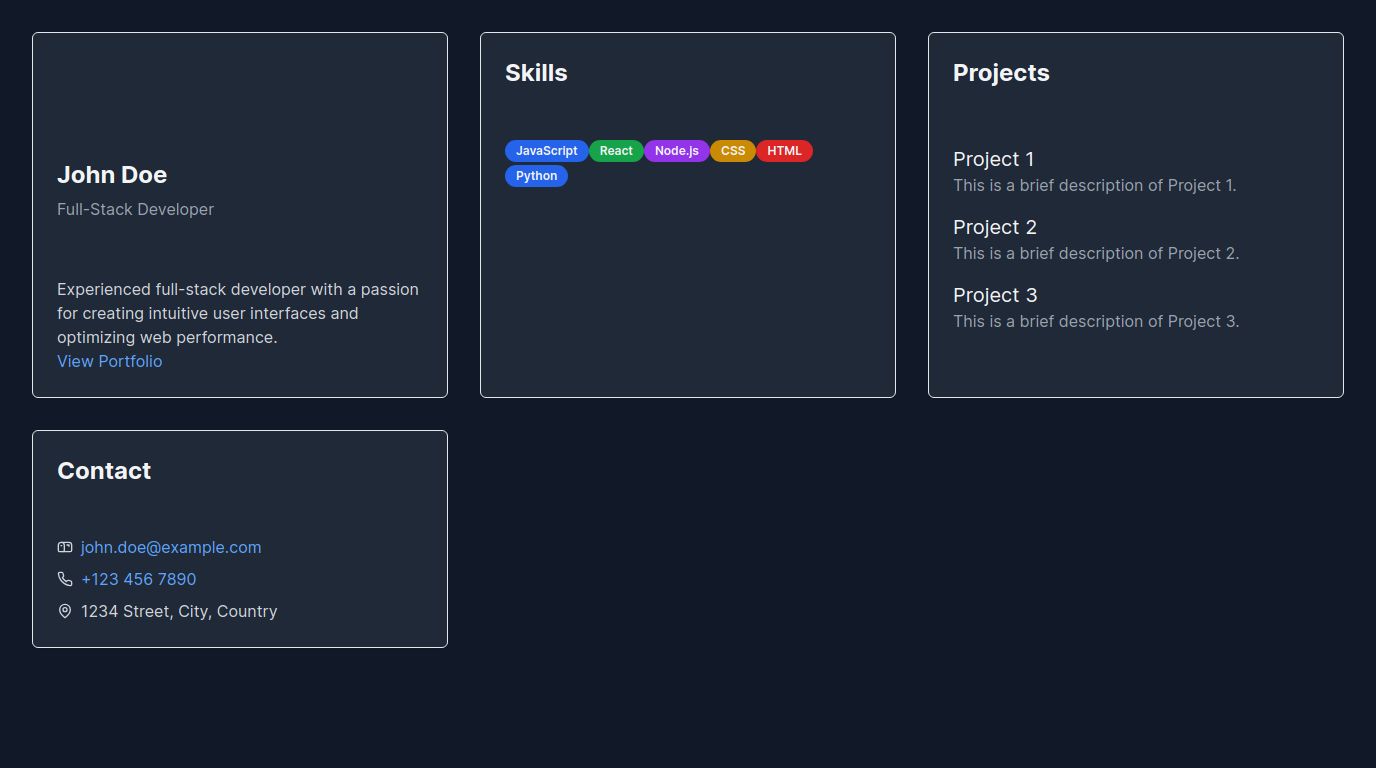 John Doe
Full-Stack Developer
Experienced full-stack developer with a passion
for creating intuitive user interfaces and
optimizing web performance.
View Portfolio
Skills
JavaScript React Node.js CSS HTML
Python
Projects
Project 1
This is a brief description of Project 1.
Project 2
This is a brief description of Project 2.
Project 3
This is a brief description of Project 3.
Contact
john.doe@example.com
+123 456 7890
1234 Street, City, Country